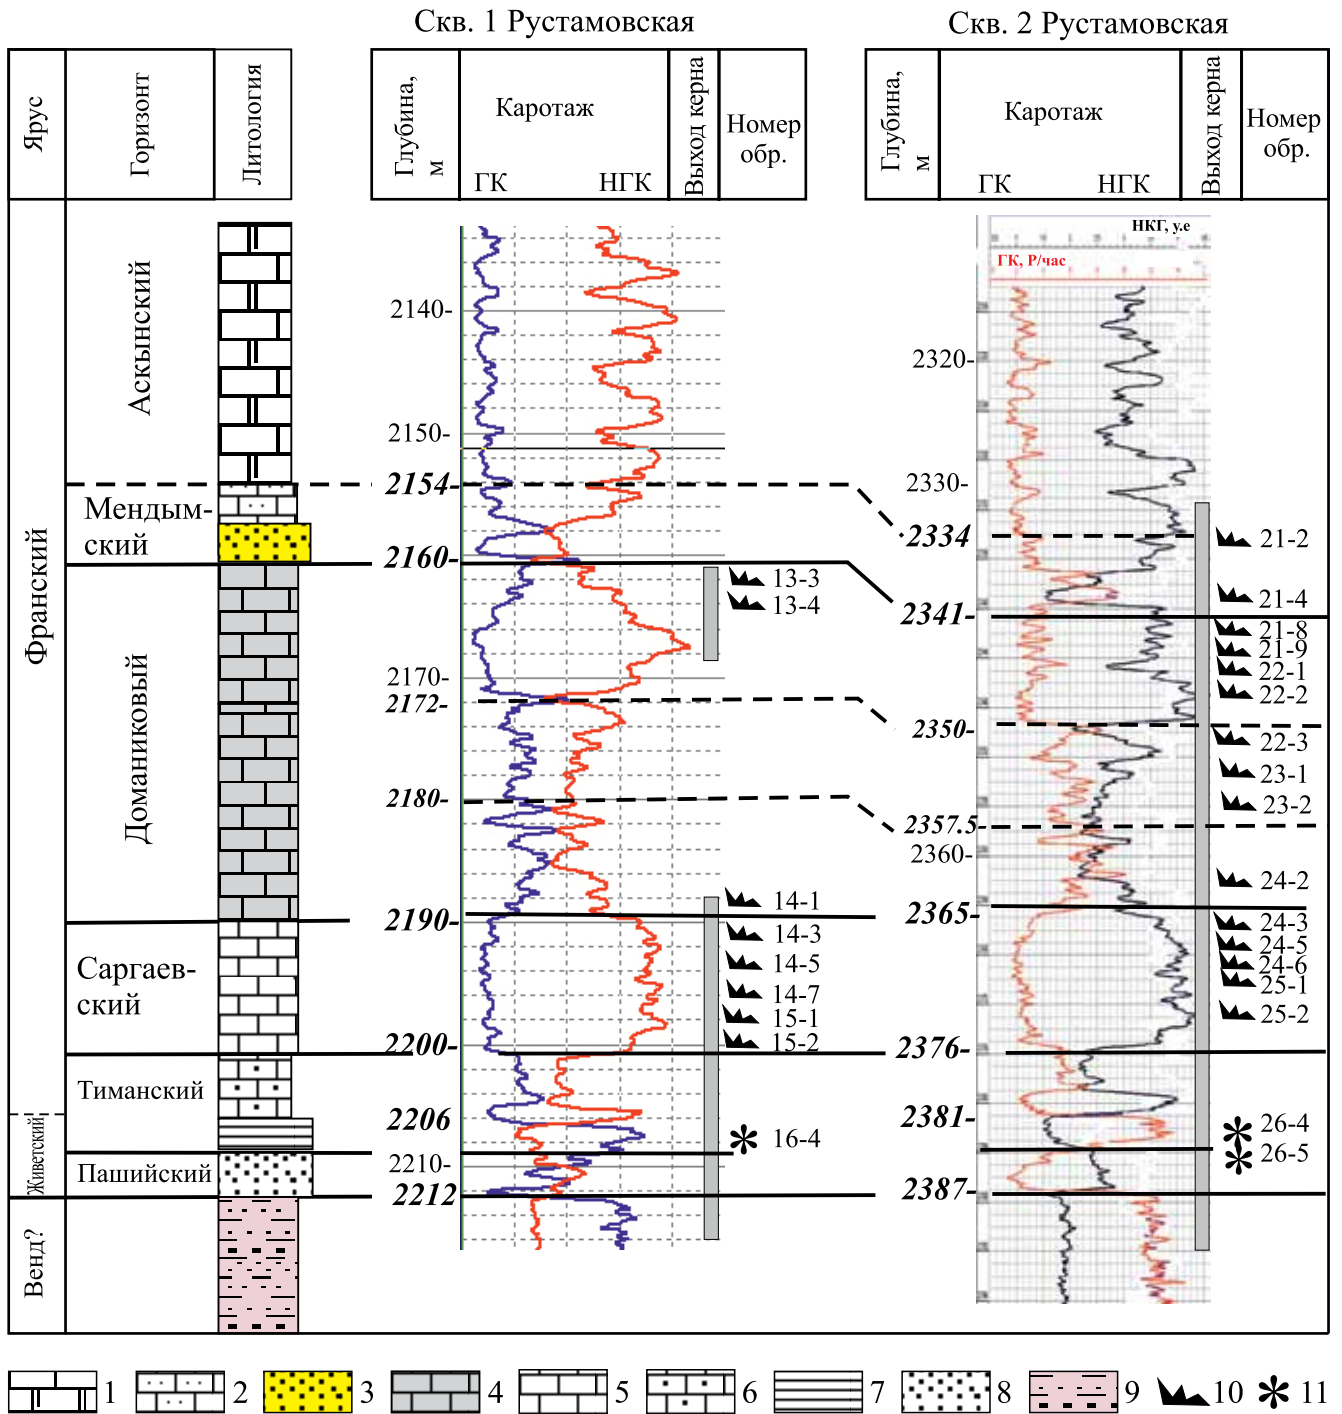 Скв. 1 Рустамовская
Скв. 2 Рустамовская
Ярус
Горизонт
Литология
Глубина,
м
Каротаж
ГК
НГК
Выход керна
Номер
обр.
Глубина,
м
Каротаж
ГК
НГК
Выход керна
Номер
обр.
Франский
Живетский
Венд?
Аскынский
Мендым-
ский
Доманиковый
Саргаев-
ский
Тиманский
Пашийский
2140-
2150-
2154-
2160-
2170-
2172-
2180-
2190-
2200-
2206
2210-
2212
13-3
13-4
14-1
14-3
14-5
14-7
15-1
15-2
16-4
НКГ, у.е
ГК, Р/час
2320-
2330-
2334
2341-
2350-
2357.5-
2360-
2365-
2376-
2381-
2387-
21-2
21-4
21-8
21-9
22-1
22-2
22-3
23-1
23-2
24-2
24-3
24-5
24-6
25-1
25-2
26-4
26-5
1 2 3 4 5 6 7 8 9 10 11